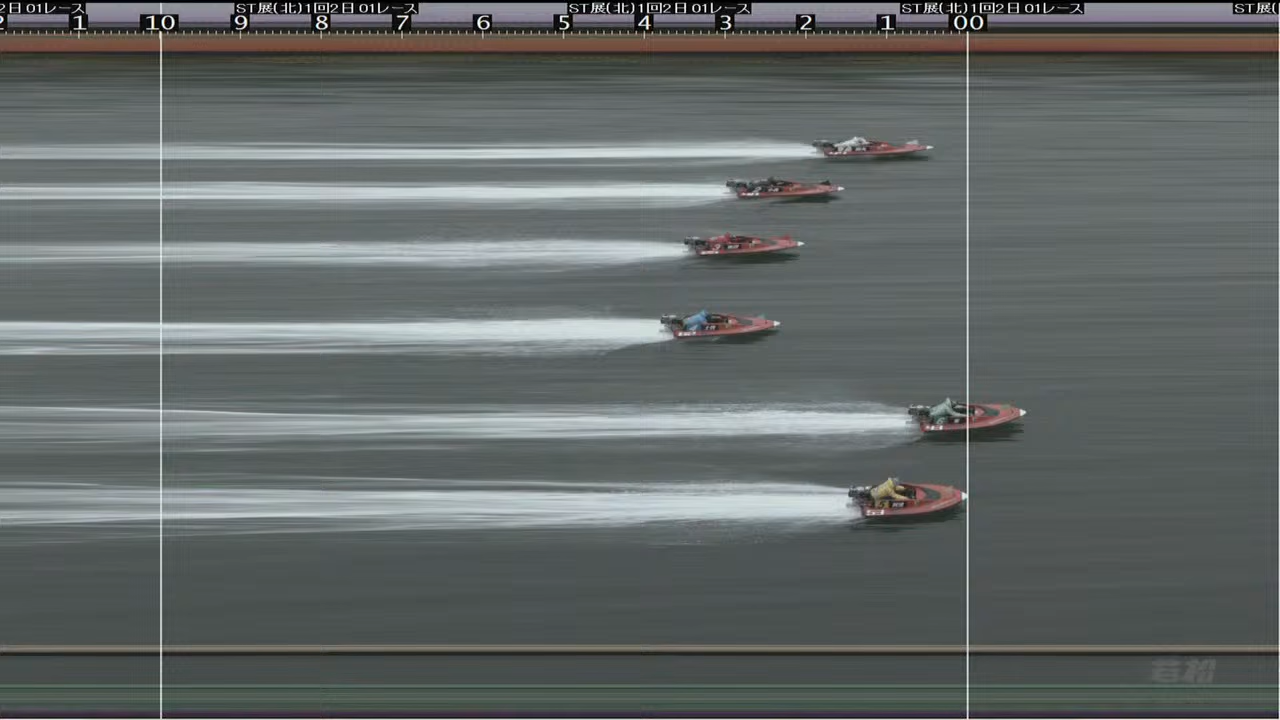 2日 01レース ST展(北)1回2日 01レース ST展(北)1回2日 01レース ST展(北)1回2日 01レース ST展(北
1 10 9 8 7 6 5 4 3 2 1 00
若松